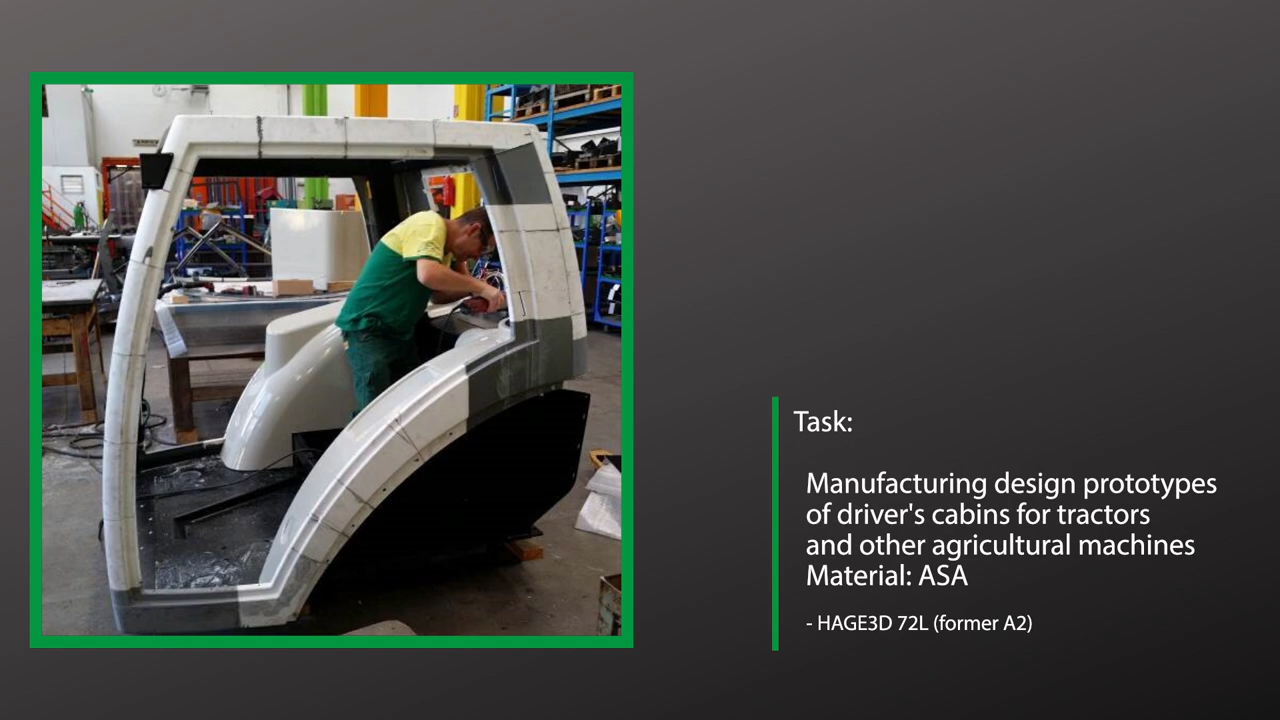 Task:
Manufacturing design prototypes
of driver's cabins for tractors
and other agricultural machines
Material: ASA
- HAGE3D 72L (former A2)